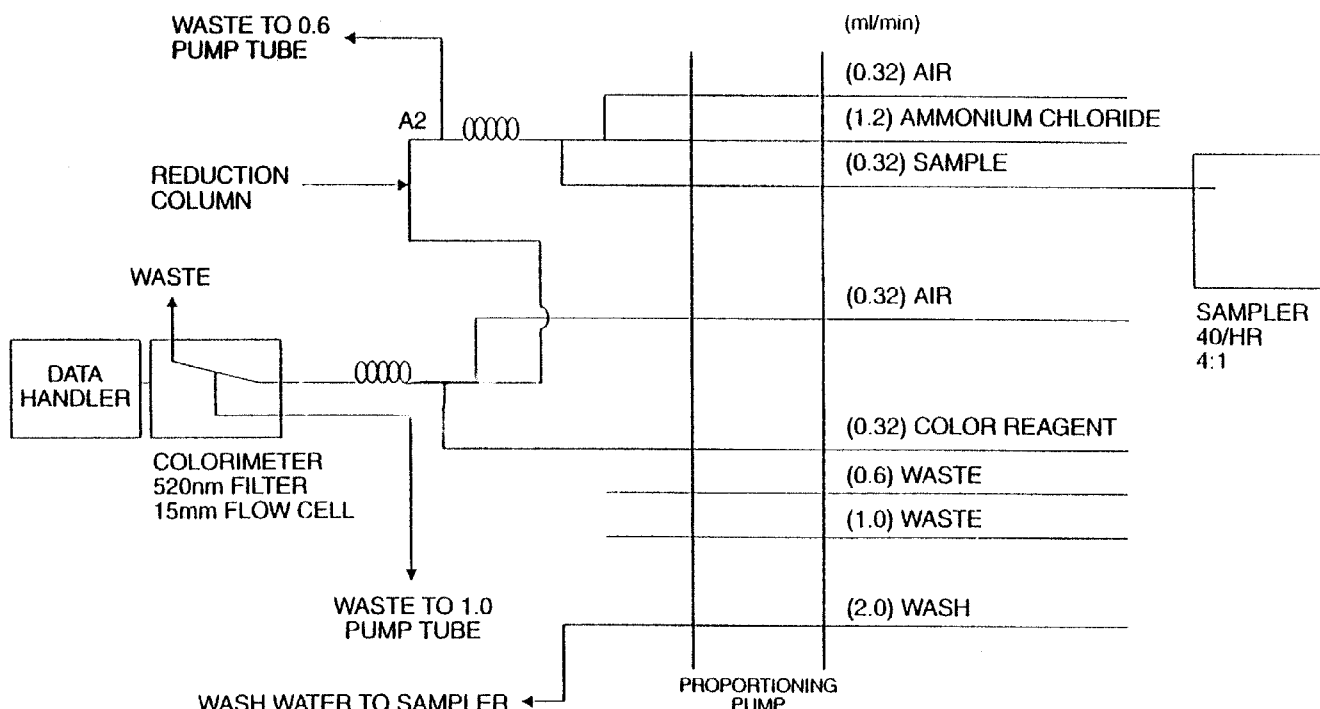 (ml/min)
WASTE TO 0.6
PUMP TUBE
(0.32) AIR
A2
(1.2) AMMONIUM CHLORIDE
(0.32) SAMPLE
REDUCTION
COLUMN
WASTE
(0.32) AIR
SAMPLER
40/HR
4:1
DATA
HANDLER
(0.32) COLOR REAGENT
COLORIMETER
520nm FILTER
15mm FLOW CELL
(0.6) WASTE
(1.0) WASTE
WASTE TO 1.0
PUMP TUBE
(2.0) WASH
WASH WATER TO SAMPLER
PROPORTIONING
PUMP